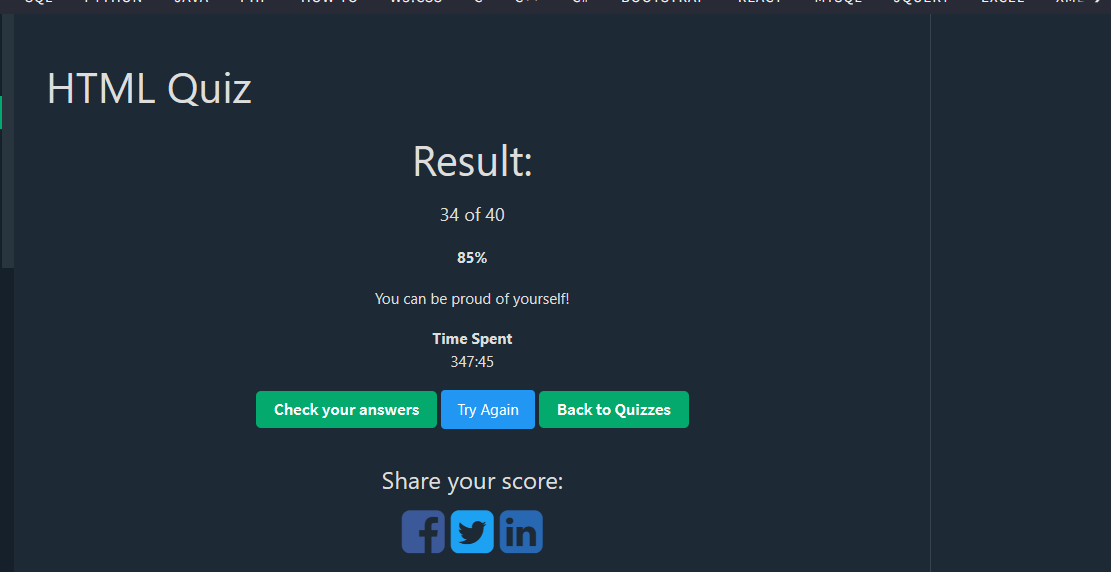 HTML Quiz
Result:
34 of 40
85%
You can be proud of yourself!
Time Spent
347:45
Check your answers Try Again Back to Quizzes
Share your score: